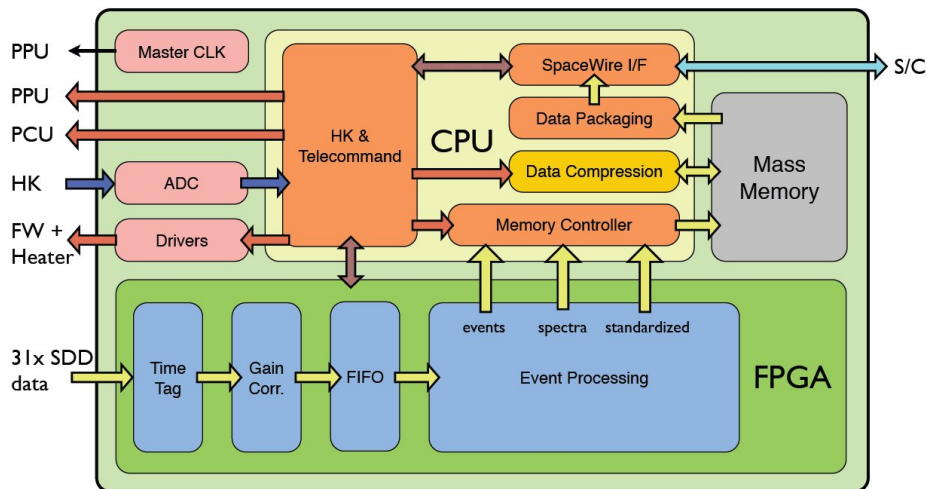 PPU
Master CLK
SpaceWire I/F
S/C
PPU
Data Packaging
PCU
HK &
Telecommand
CPU
Mass
Memory
HK
ADC
Data Compression
FW +
Heater
Drivers
Memory Controller
events
spectra
standardized
31x SDD
data
Time
Tag
Gain
Corr.
FIFO
Event Processing
FPGA